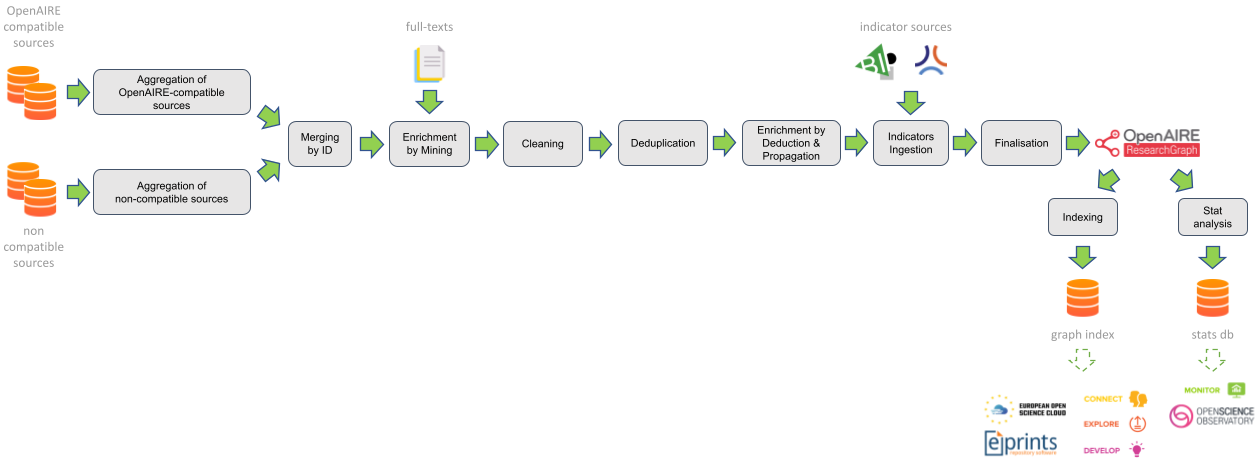 OpenAIRE
compatible
sources
full-texts
indicator sources
BIP
Aggregation of
OpenAIRE-compatible
sources
Merging
by ID
Enrichment
by Mining
Cleaning
Deduplication
Enrichment by
Deduction &
Propagation
Indicators
Ingestion
Finalisation
OpenAIRE
ResearchGraph
Aggregation of
non-compatible sources
non
compatible
sources
Indexing
Stat
analysis
graph index
stats db
EUROPEAN OPEN
SCIENCE CLOUD
eprints
repository software
CONNECT
EXPLORE
DEVELOP
MONITOR
OPENSCIENCE
OBSERVATORY